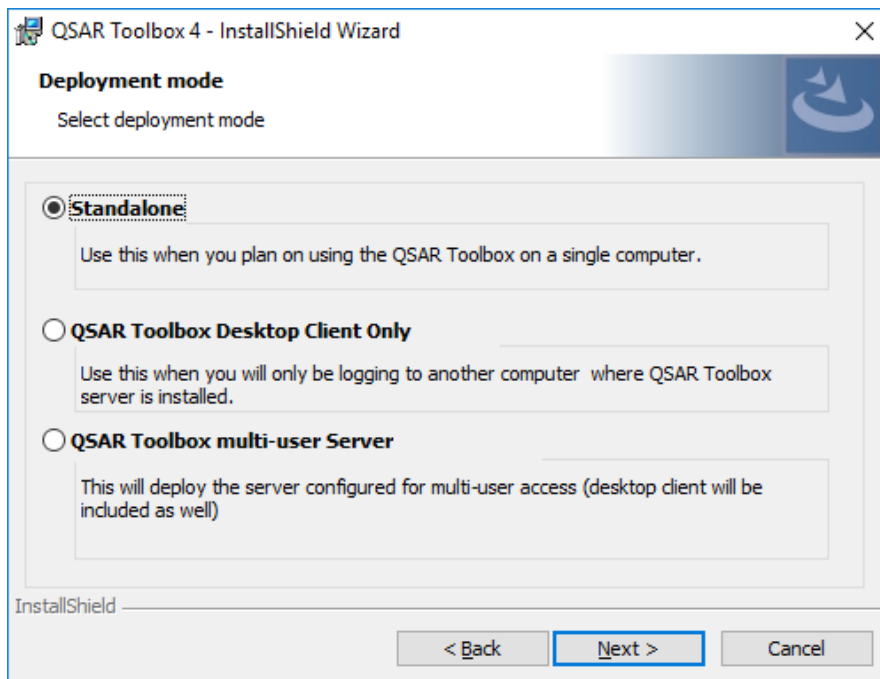 QSAR Toolbox 4 - InstallShield Wizard
Deployment mode
Select deployment mode
Standalone
Use this when you plan on using the QSAR Toolbox on a single computer.
QSAR Toolbox Desktop Client Only
Use this when you will only be logging to another computer where QSAR Toolbox
server is installed.
QSAR Toolbox multi-user Server
This will deploy the server configured for multi-user access (desktop client will be
included as well)
InstallShield
< Back
Next >
Cancel